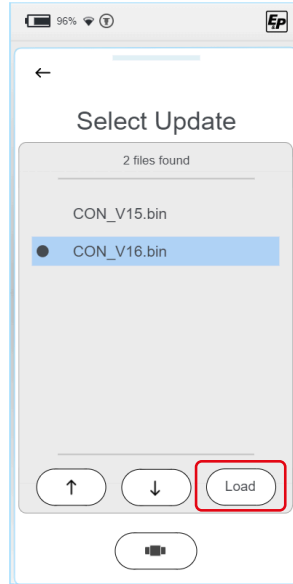 96%
EP
Select Update
2 files found
CON_V15.bin
CON_V16.bin
Load